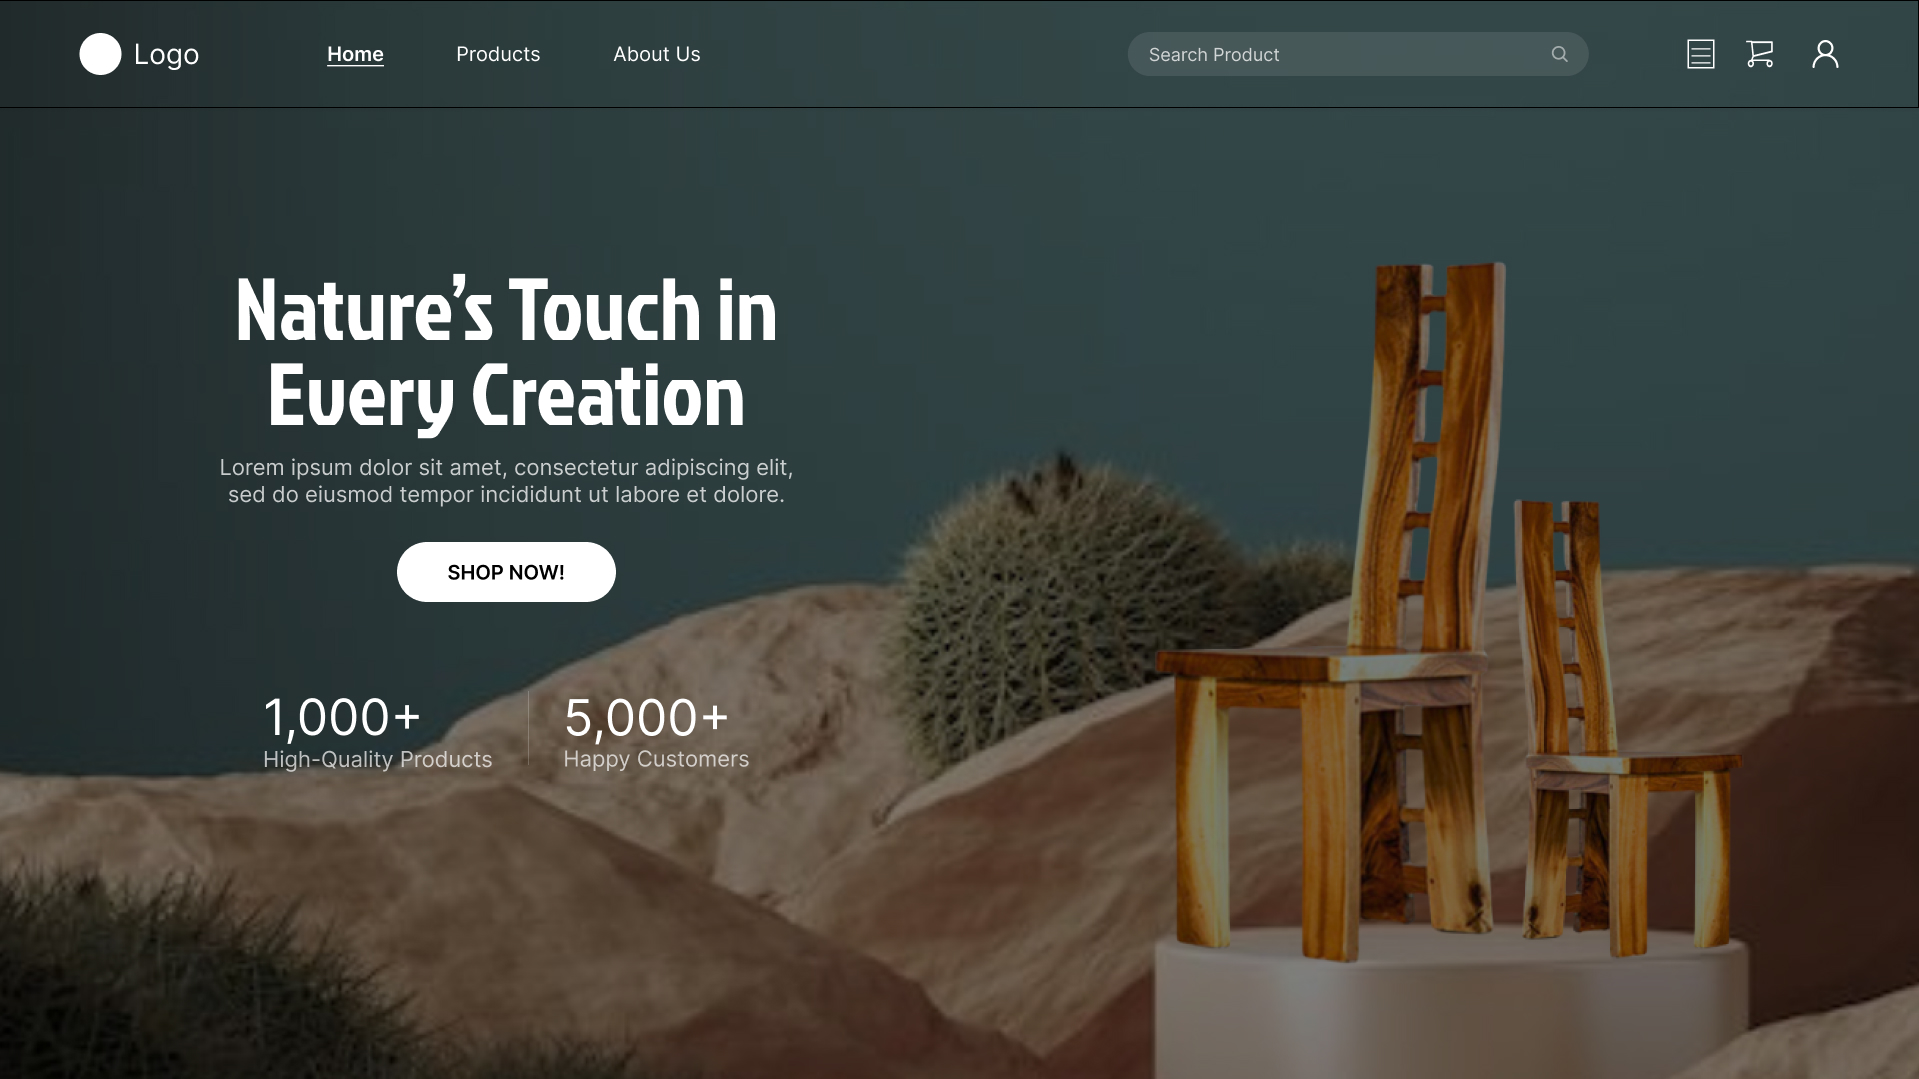 Logo
Home
Products
About Us
Search Product
Nature’s Touch in
Every Creation
Lorem ipsum dolor sit amet, consectetur adipiscing elit,
sed do eiusmod tempor incididunt ut labore et dolore.
SHOP NOW!
1,000+
High-Quality Products
5,000+
Happy Customers